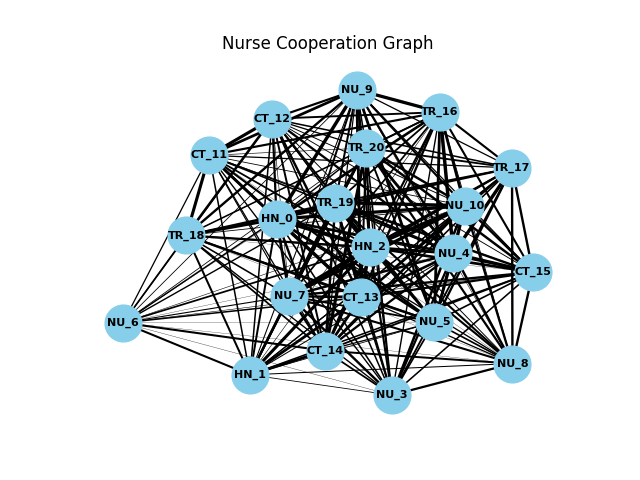 Nurse Cooperation Graph
NU_9
TR_16
CT_12
TR_20
CT_11
TR_17
TR_19
NU_10
HN_0
TR_18
HN_2
NU_4
CT_15
NU_7
CT_13
NU_6
NU_5
CT_14
NU_8
HN_1
NU_3